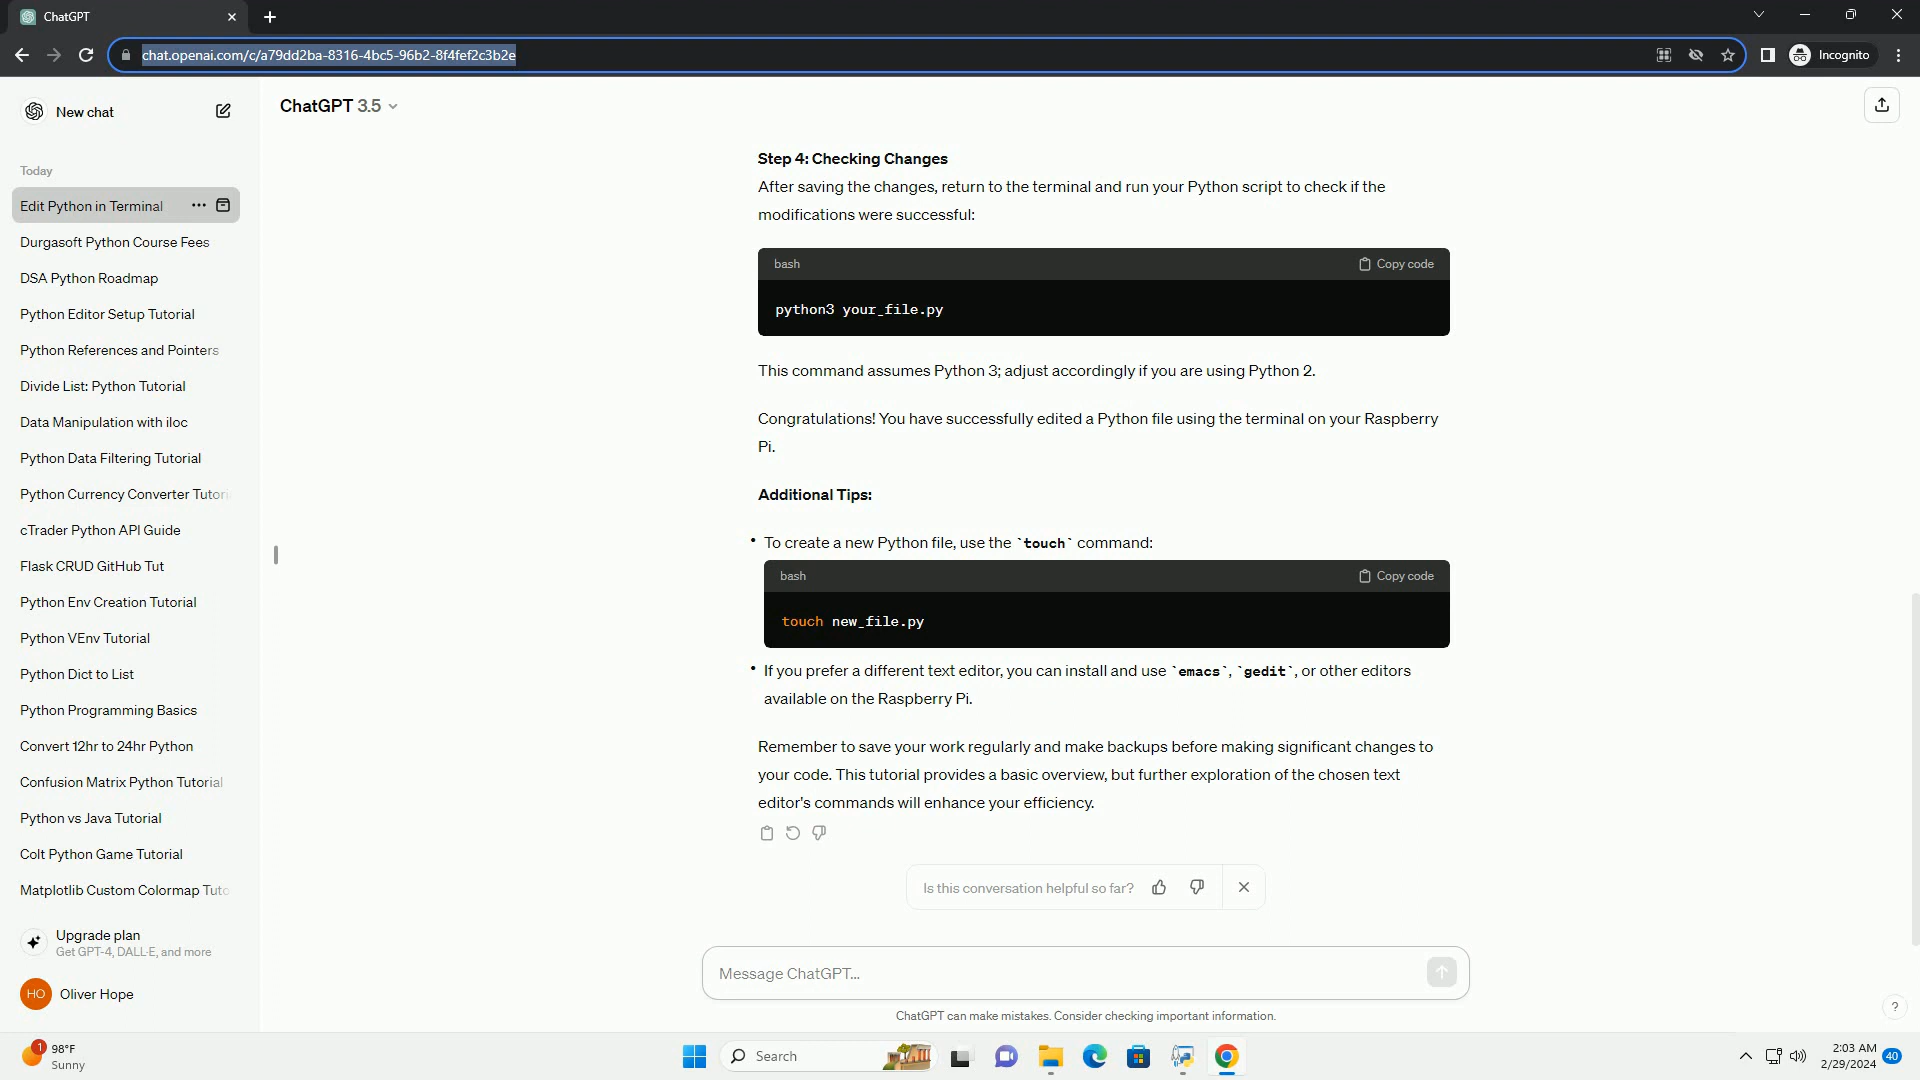 ChatGPT
chat.openai.com/c/a79dd2ba-8316-4bc5-96b2-8f4fef2c3b2e
Incognito
New chat
ChatGPT 3.5
Today
Edit Python in Terminal
Durgasoft Python Course Fees
DSA Python Roadmap
Python Editor Setup Tutorial
Python References and Pointers
Divide List: Python Tutorial
Data Manipulation with iloc
Python Data Filtering Tutorial
Python Currency Converter Tutori
cTrader Python API Guide
Flask CRUD GitHub Tut
Python Env Creation Tutorial
Python VEnv Tutorial
Python Dict to List
Python Programming Basics
Convert 12hr to 24hr Python
Confusion Matrix Python Tutorial
Python vs Java Tutorial
Colt Python Game Tutorial
Matplotlib Custom Colormap Tuto
Upgrade plan
Get GPT-4, DALL·E, and more
HO
Oliver Hope
Step 4: Checking Changes
After saving the changes, return to the terminal and run your Python script to check if the
modifications were successful:
bash
Copy code
python3 your_file.py
This command assumes Python 3; adjust accordingly if you are using Python 2.
Congratulations! You have successfully edited a Python file using the terminal on your Raspberry
Pi.
Additional Tips:
• To create a new Python file, use the `touch` command:
bash
Copy code
touch new_file.py
• If you prefer a different text editor, you can install and use `emacs`, `gedit`, or other editors
available on the Raspberry Pi.
Remember to save your work regularly and make backups before making significant changes to
your code. This tutorial provides a basic overview, but further exploration of the chosen text
editor's commands will enhance your efficiency.
Is this conversation helpful so far?
Message ChatGPT...
ChatGPT can make mistakes. Consider checking important information.
?
1
98°F
Sunny
Search
2:03 AM
2/29/2024
40